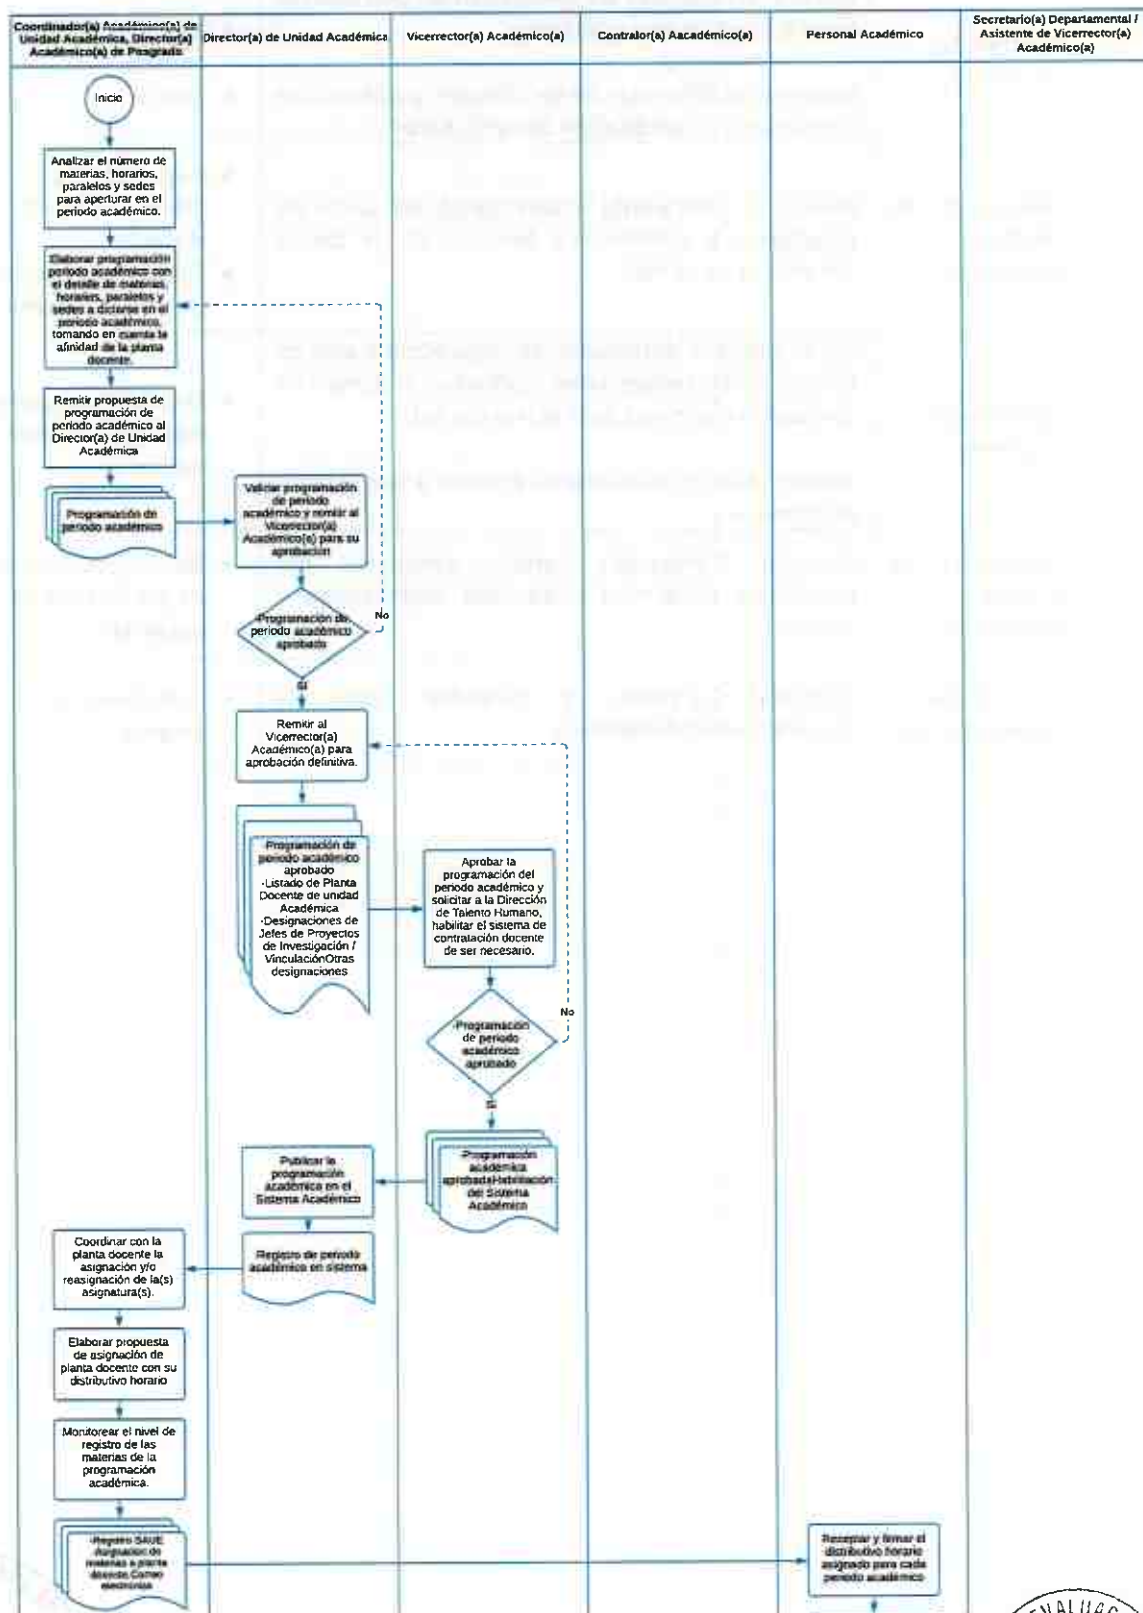 Coordinador(a) Académico(a) de
Unidad Académica, Director(a)
Académico(a) de Posgrado
Director(a) de Unidad Académica
Vicerrector(a) Académico(a)
Contralor(a) Aacadémico(a)
Personal Académico
Secretario(a) Departamental /
Asistente de Vicerrector(a)
Académico(a)
Inicio
Analizar el número de
materias, horarios,
paralelos y sedes
para aperturar en el
periodo académico.
Elaborar programación
periodo académico con
el detalle de materias,
horarios, paralelos y
sedes a dictarse en el
periodo académico,
tomando en cuenta la
afinidad de la planta
docente.
Remitir propuesta de
programación de
periodo académico al
Director(a) de Unidad
Académica
Programación de
periodo académico
Validar programación
de periodo
académico y remitir al
Vicerrector(a)
Académico(a) para su
aprobación
-Programación de
periodo académico
aprobado
No
Si
Remitir al
Vicerrector(a)
Académico(a) para
aprobación definitiva.
-Programación de
periodo académico
aprobado
-Listado de Planta
Docente de unidad
Académica
-Designaciones de
Jefes de Proyectos
de Investigación /
VinculaciónOtras
designaciones
Aprobar la
programación del
periodo académico y
solicitar a la Dirección
de Talento Humano,
habilitar el sistema de
contratación docente
de ser necesario.
-Programación
de periodo
académico
aprobado
No
Si
-Programación
académica
aprobadaHabilitación
del Sistema
Académico
Publicar la
programación
académica en el
Sistema Académico
Registro de periodo
académico en sistema
Coordinar con la
planta docente la
asignación y/o
reasignación de la(s)
asignatura(s).
Elaborar propuesta
de asignación de
planta docente con su
distributivo horario
Monitorear el nivel de
registro de las
materias de la
programación
académica.
-Registro SAUE
Asignación de
materias a planta
docente Correo
electrónico
Receptar y firmar el
distributivo horario
asignado para cada
periodo académico